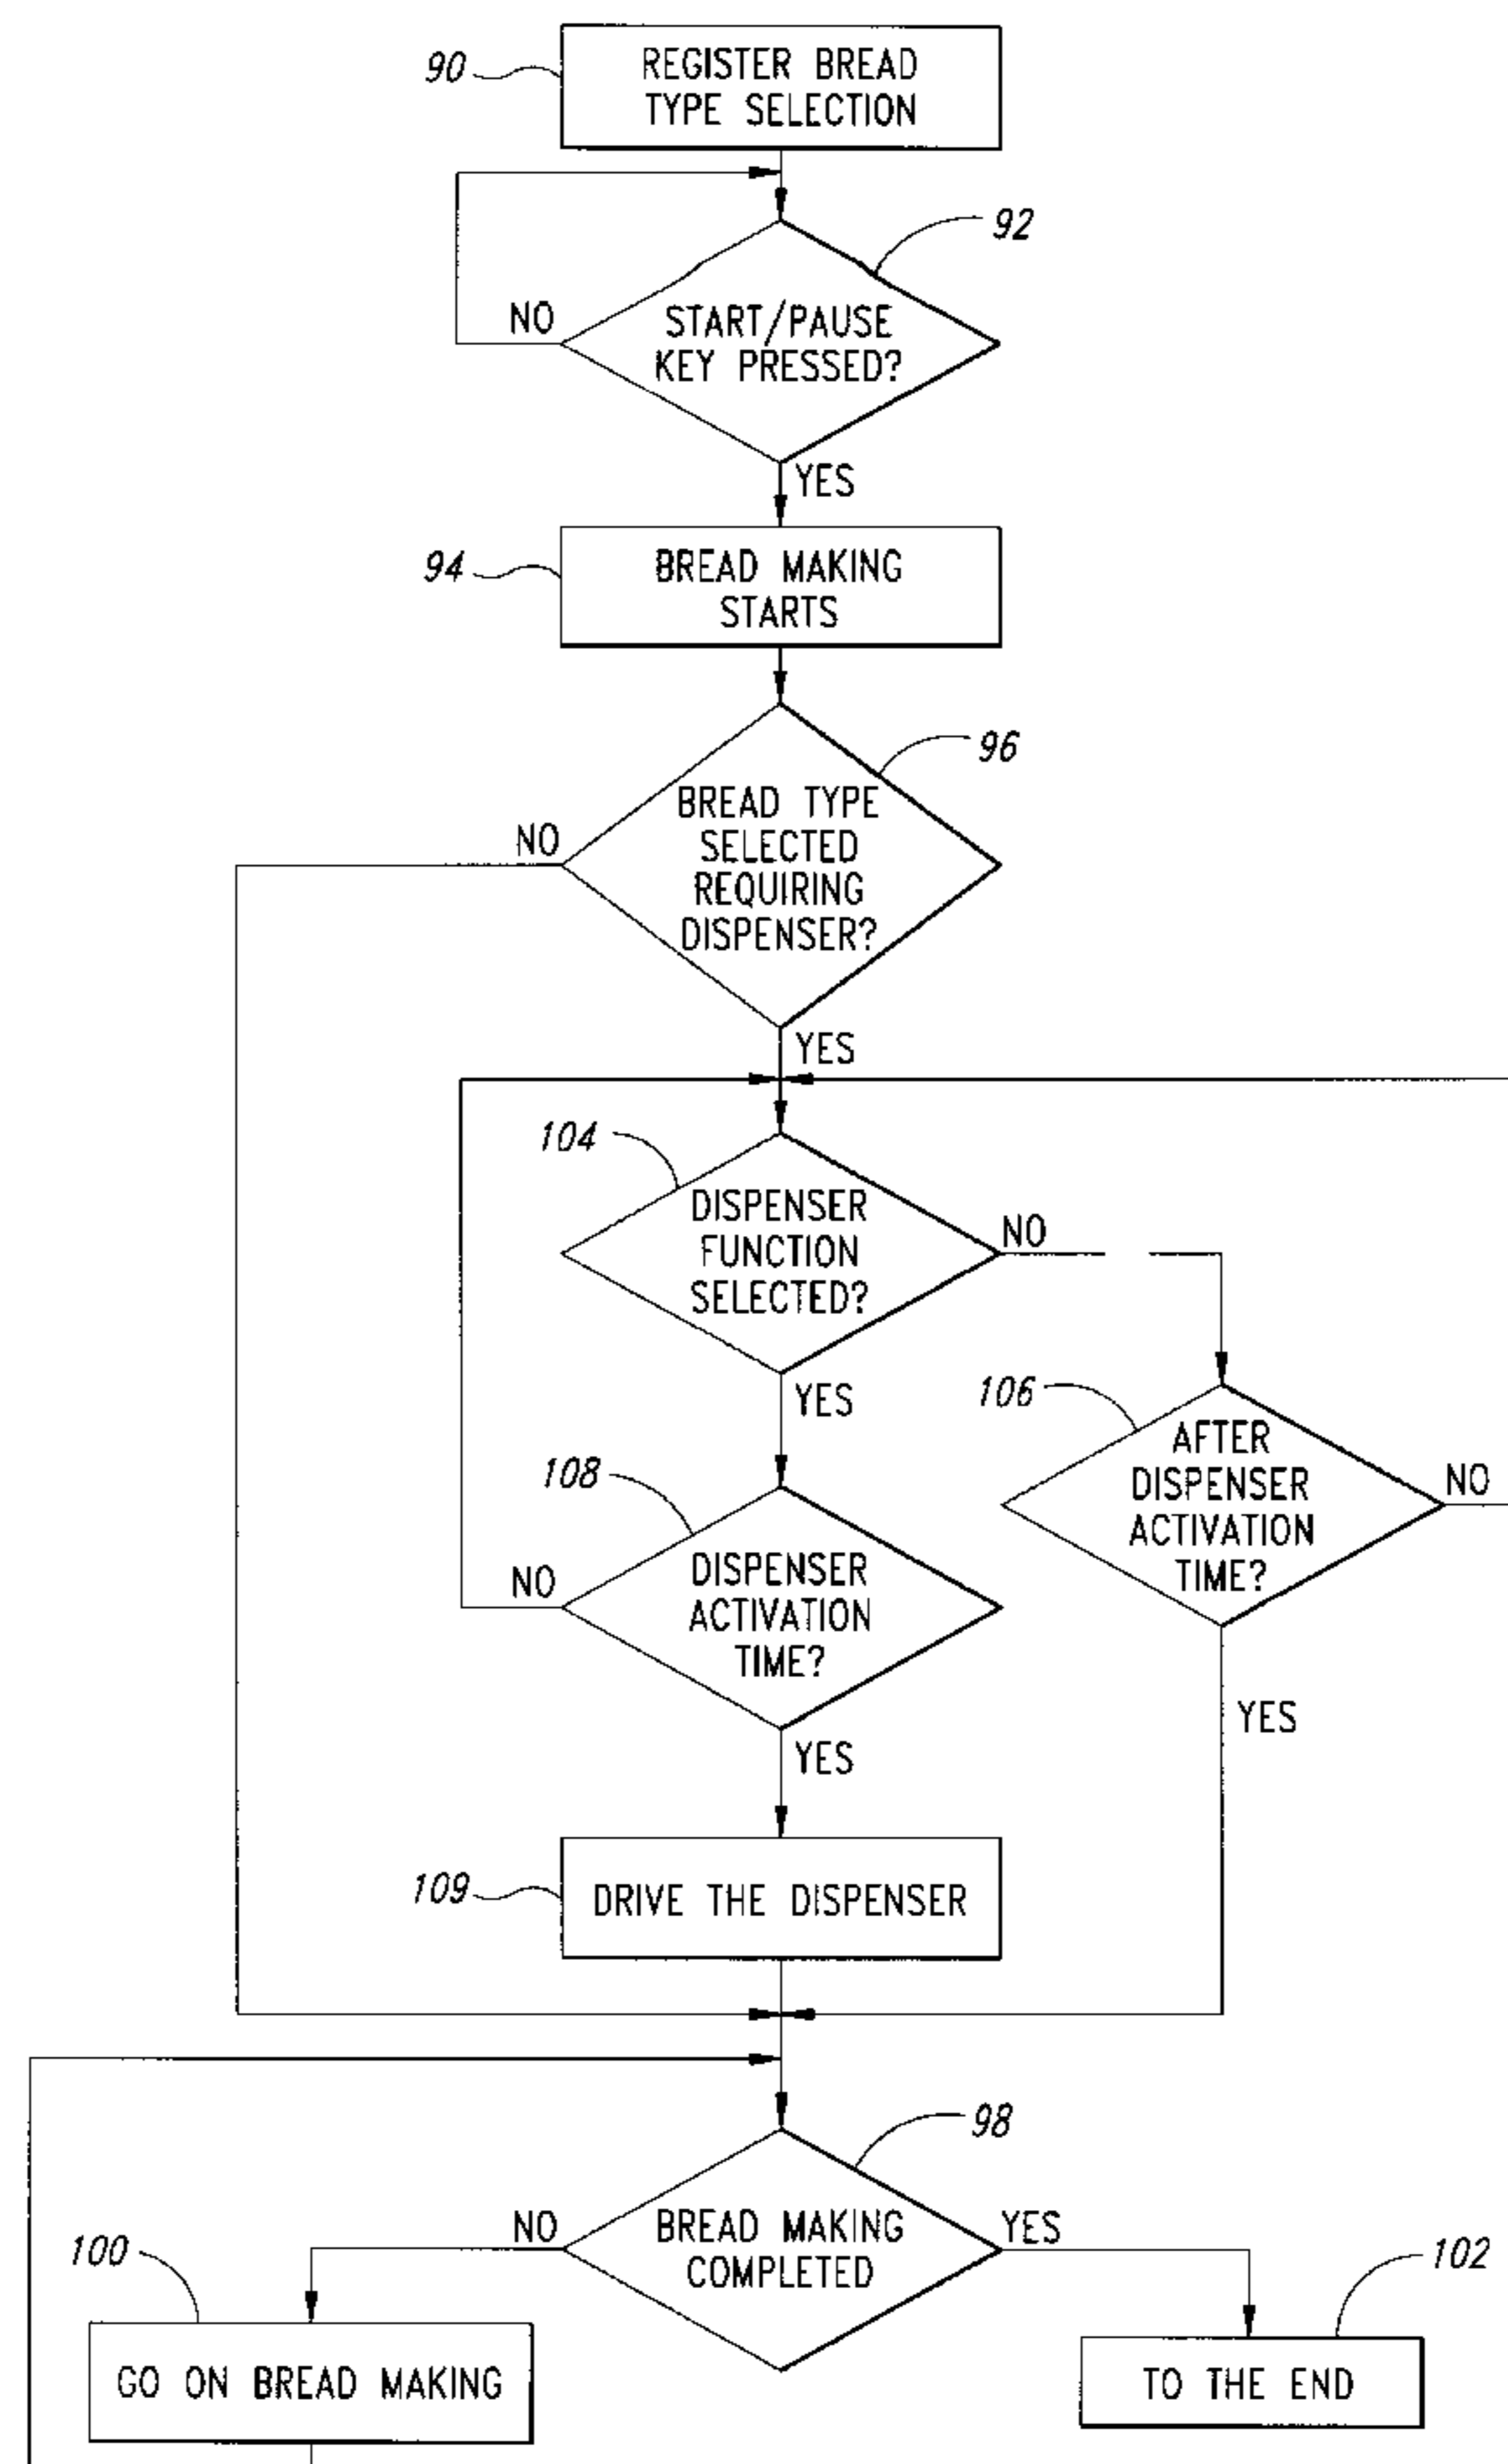 90
REGISTER BREAD
TYPE SELECTION
92
NO
START/PAUSE
KEY PRESSED?
YES
94
BREAD MAKING
STARTS
96
NO
BREAD TYPE
SELECTED
REQUIRING
DISPENSER?
YES
104
DISPENSER
FUNCTION
SELECTED?
NO
YES
106
AFTER
DISPENSER
ACTIVATION
TIME?
NO
YES
108
NO
DISPENSER
ACTIVATION
TIME?
YES
109
DRIVE THE DISPENSER
98
NO
BREAD MAKING
COMPLETED
YES
100
GO ON BREAD MAKING
102
TO THE END